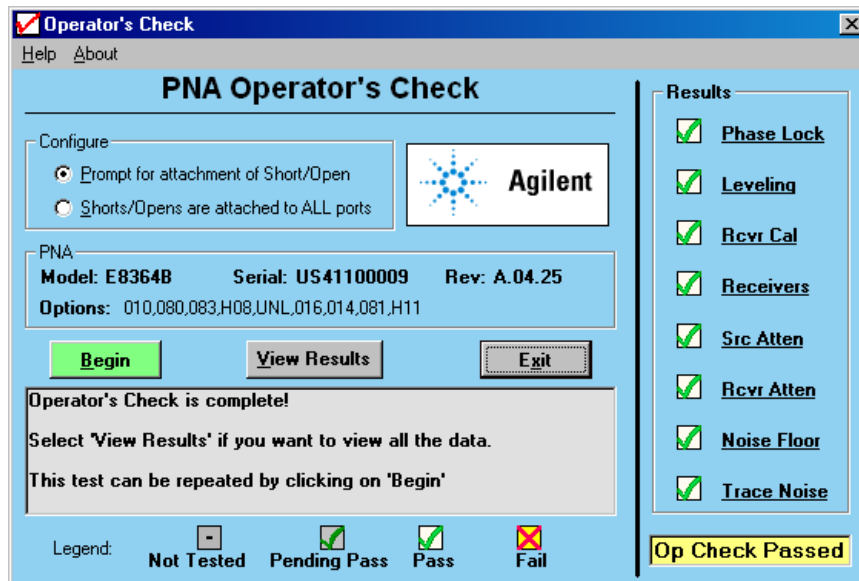 Operator's Check
Help About
PNA Operator's Check
Configure
Prompt for attachment of Short/Open
Shorts/Opens are attached to ALL ports
Agilent
PNA
Model: E8364B Serial: US41100009 Rev: A.04.25
Options: 010,080,083,H08,UNL,016,014,081,H11
Begin View Results Exit
Operator's Check is complete!
Select 'View Results' if you want to view all the data.
This test can be repeated by clicking on 'Begin'
Legend: Not Tested Pending Pass Pass Fail
Results
Phase Lock
Leveling
Rcvr Cal
Receivers
Src Atten
Rcvr Atten
Noise Floor
Trace Noise
Op Check Passed